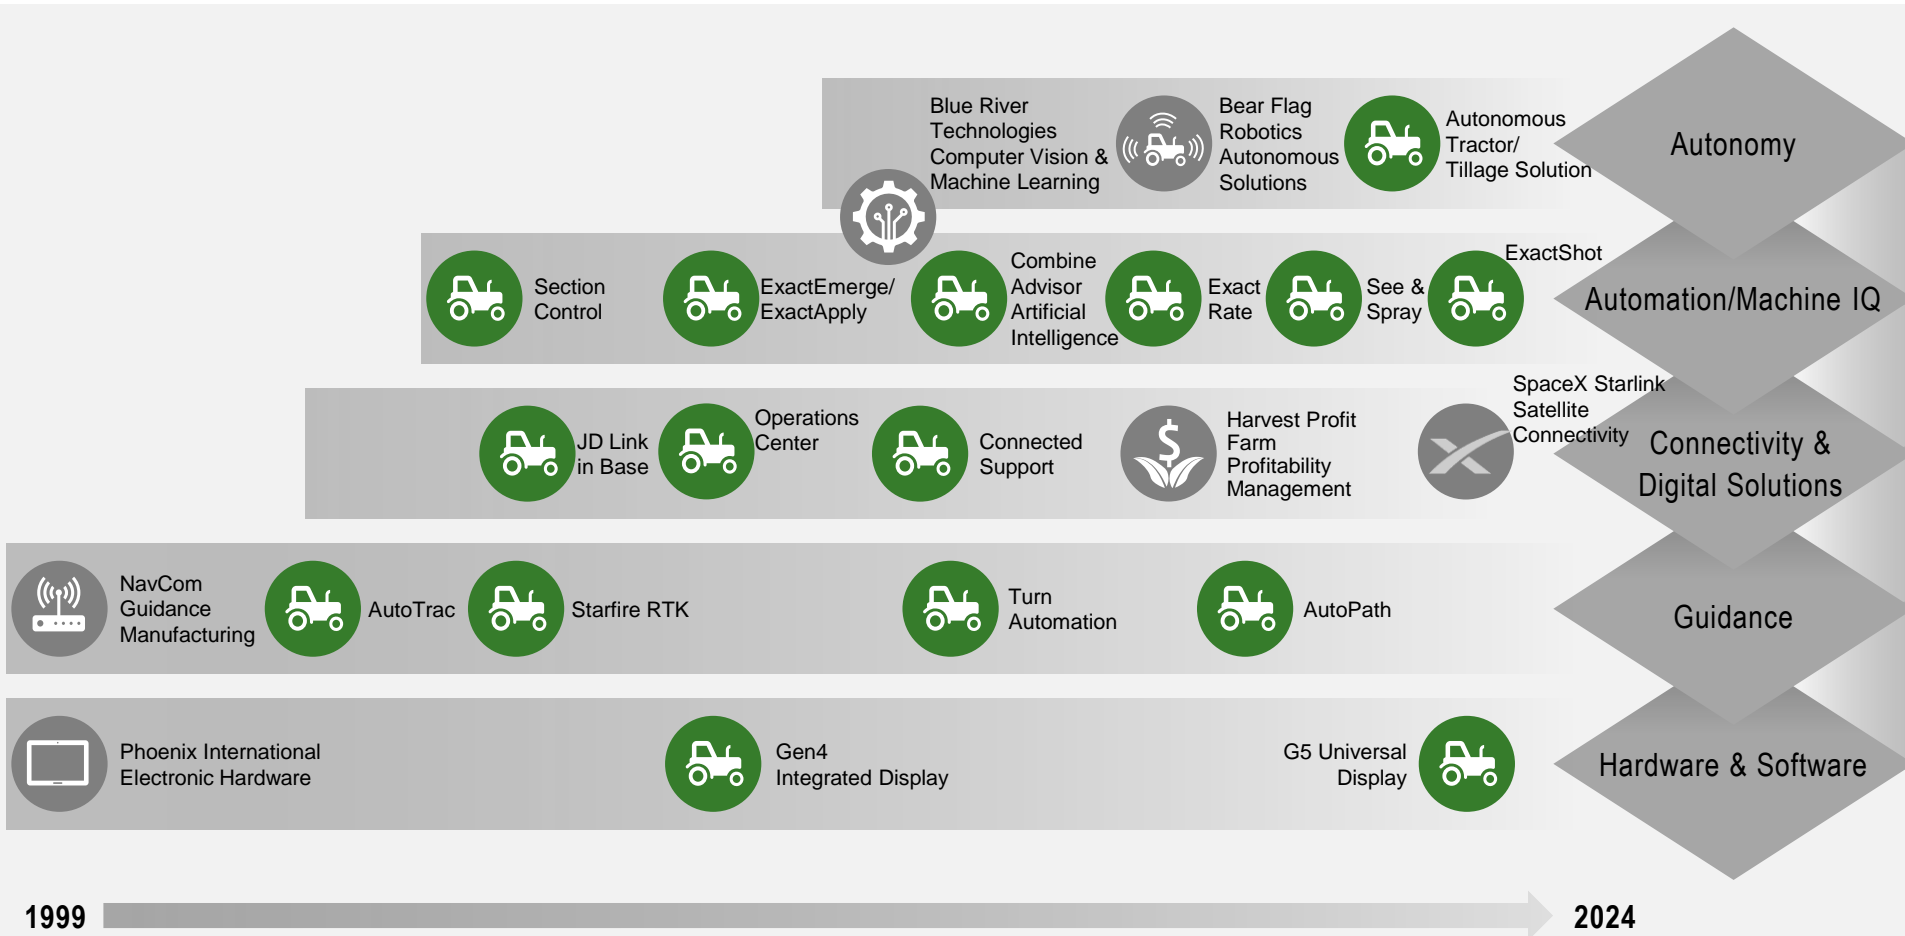 Blue River
Technologies
Computer Vision &
Machine Learning
Bear Flag
Robotics
Autonomous
Solutions
Autonomous
Tractor/
Tillage Solution
Autonomy
Section
Control
ExactEmerge/
ExactApply
Combine
Advisor
Artificial
Intelligence
Exact
Rate
See &
Spray
ExactShot
Automation/Machine IQ
JD Link
in Base
Operations
Center
Connected
Support
Harvest Profit
Farm
Profitability
Management
SpaceX Starlink
Satellite
Connectivity
Connectivity &
Digital Solutions
NavCom
Guidance
Manufacturing
AutoTrac
Starfire RTK
Turn
Automation
AutoPath
Guidance
Phoenix International
Electronic Hardware
Gen4
Integrated Display
G5 Universal
Display
Hardware & Software
1999
2024